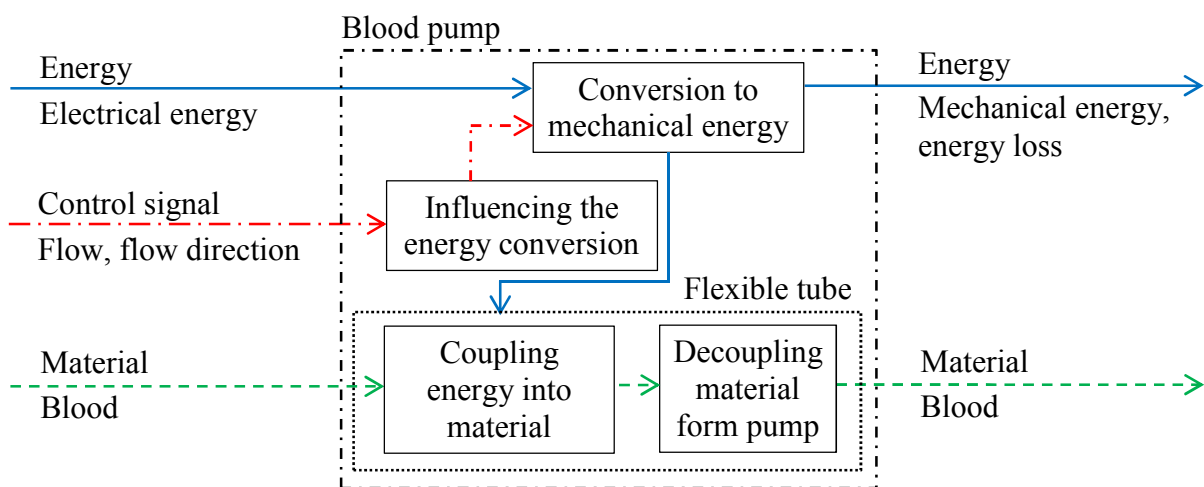 Blood pump
Energy
Electrical energy
Conversion to
mechanical energy
Energy
Mechanical energy,
energy loss
Control signal
Flow, flow direction
Influencing the
energy conversion
Flexible tube
Material
Blood
Coupling
energy into
material
Decoupling
material
form pump
Material
Blood